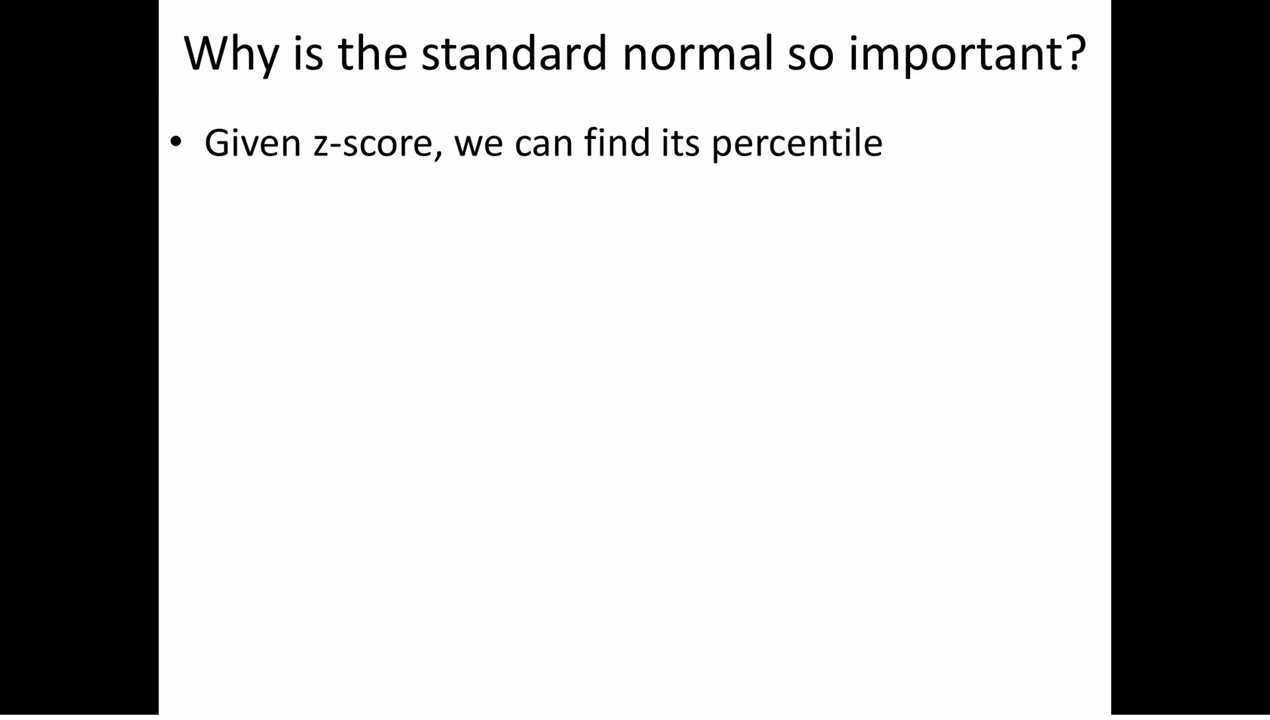 Why is the standard normal so important?
• Given z-score, we can find its percentile